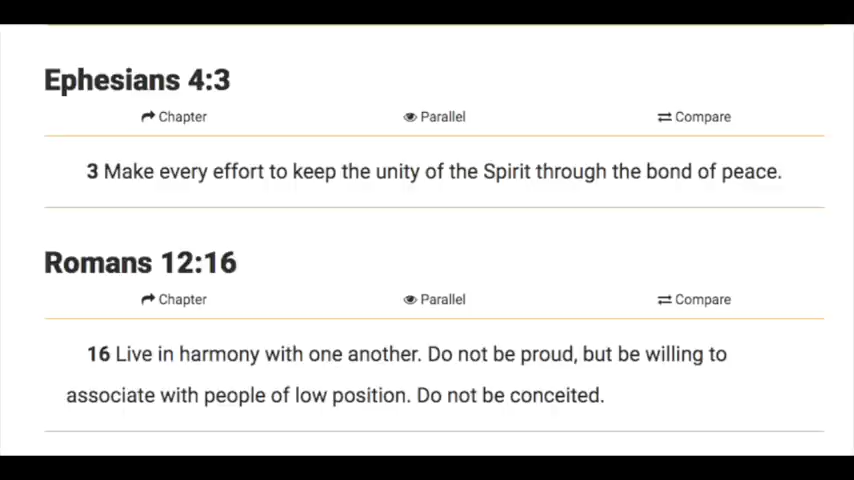 Ephesians 4:3
Chapter Parallel Compare
3 Make every effort to keep the unity of the Spirit through the bond of peace.
Romans 12:16
Chapter Parallel Compare
16 Live in harmony with one another. Do not be proud, but be willing to
associate with people of low position. Do not be conceited.